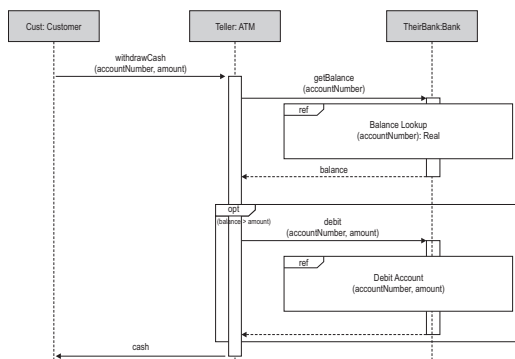 Cust: Customer
Teller: ATM
TheirBank:Bank
withdrawCash
(accountNumber, amount)
getBalance
(accountNumber)
ref
Balance Lookup
(accountNumber): Real
balance
opt
(balance > amount)
debit
(accountNumber, amount)
ref
Debit Account
(accountNumber, amount)
cash